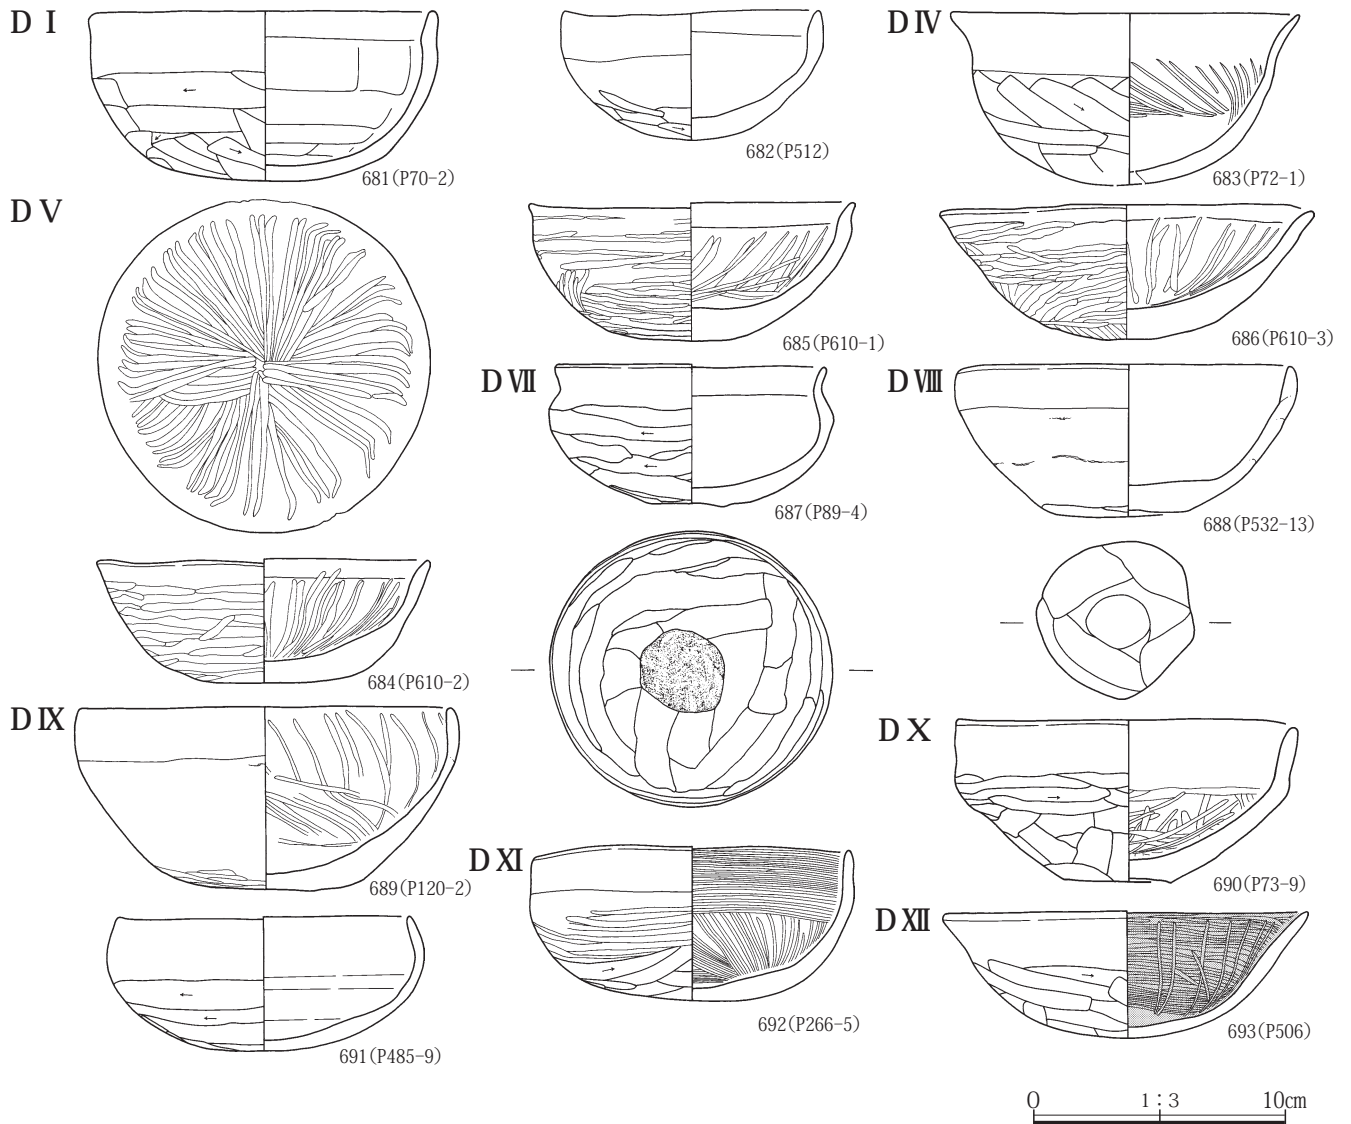 D Ⅰ
D Ⅳ
681(P70-2)
682(P512)
683(P72-1)
D Ⅴ
685(P610-1)
686(P610-3)
D Ⅶ
D Ⅷ
687(P89-4)
688(P532-13)
684(P610-2)
D Ⅸ
D Ⅹ
689(P120-2)
690(P73-9)
D Ⅺ
D Ⅻ
692(P266-5)
693(P506)
691(P485-9)
0 1:3 10cm